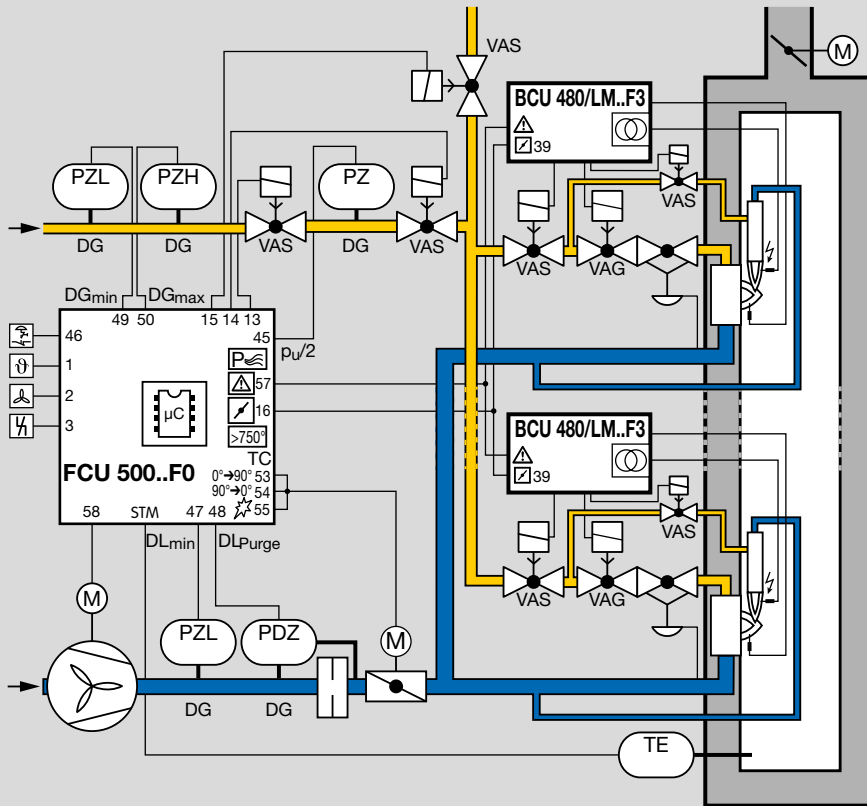 VAS
M
BCU 480/LM..F3
39
PZL
PZH
PZ
VAS
VAS
VAS
DG
DG
DG
VAS
VAG
DGmin
DGmax
49
50
15
14
13
46
45
pu/2
1
ϑ
P
57
2
µC
16
3
>750°
BCU 480/LM..F3
39
TC
FCU 500..F0
0°→90° 53
90°→0° 54
55
58
STM
47
48
VAS
DLmin
DLPurge
VAS
VAG
M
PZL
PDZ
M
DG
DG
TE